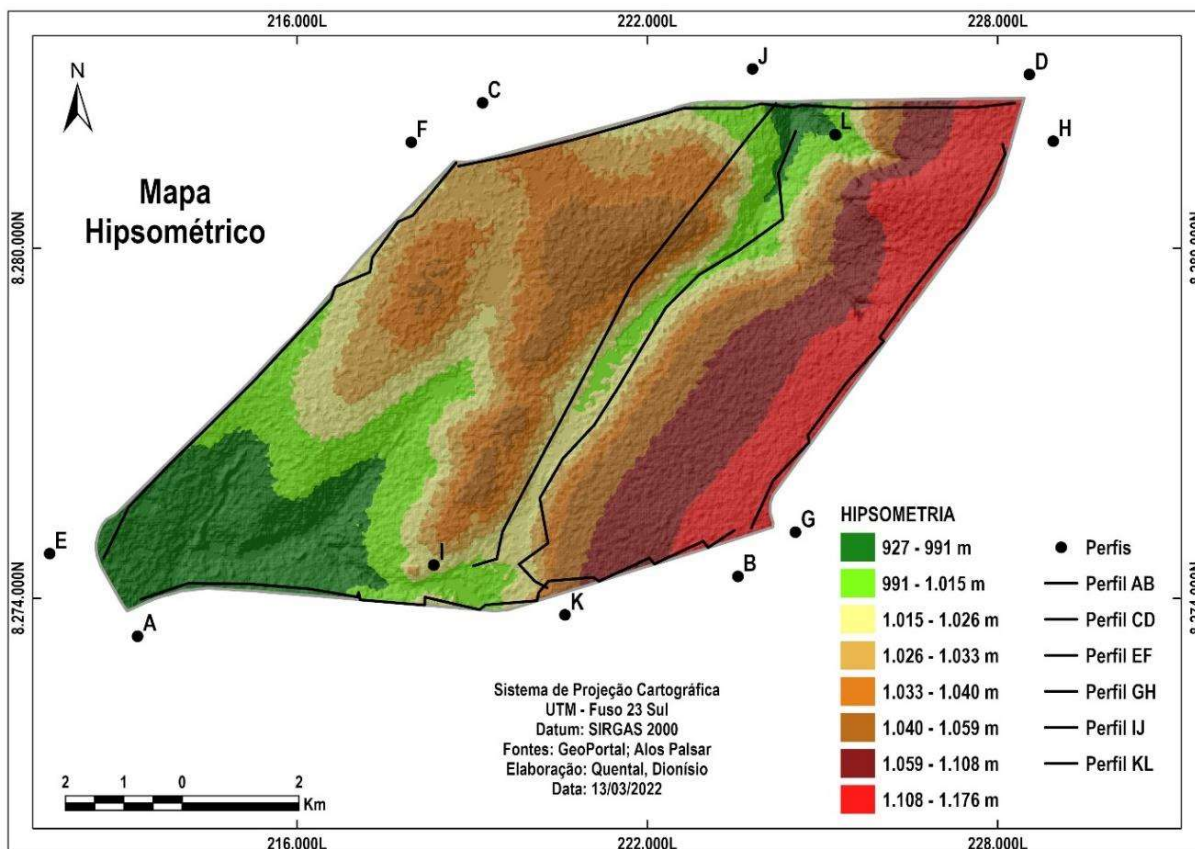 216.000L
222.000L
228.000L
N
J
D
C
F
L
H
Mapa
Hipsométrico
8.280.000N
8.280.000N
I
G
E
B
K
A
8.274.000N
8.274.000N
HIPSOMETRIA
927 - 991 m
991 - 1.015 m
1.015 - 1.026 m
1.026 - 1.033 m
1.033 - 1.040 m
1.040 - 1.059 m
1.059 - 1.108 m
1.108 - 1.176 m
Perfis
Perfil AB
Perfil CD
Perfil EF
Perfil GH
Perfil IJ
Perfil KL
Sistema de Projeção Cartográfica
UTM - Fuso 23 Sul
Datum: SIRGAS 2000
Fontes: GeoPortal; Alos Palsar
Elaboração: Quental, Dionísio
Data: 13/03/2022
2 1 0 2
Km
216.000L
222.000L
228.000L